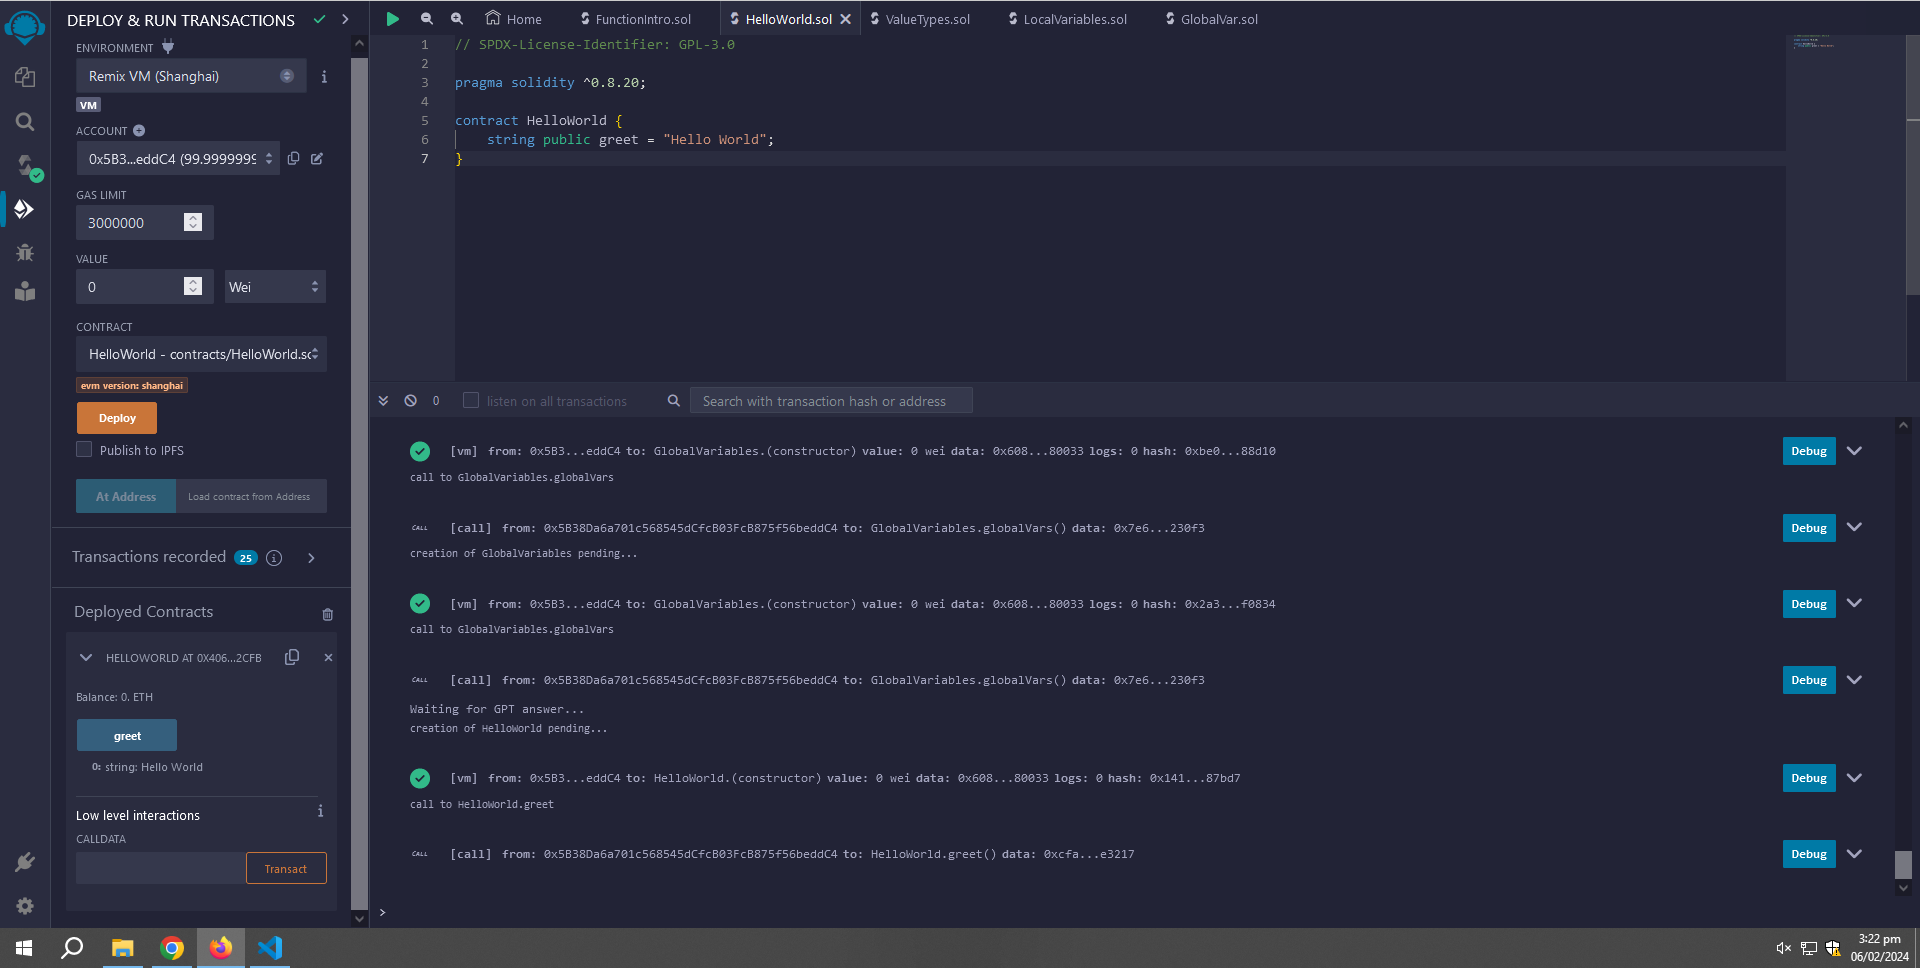 DEPLOY & RUN TRANSACTIONS
ENVIRONMENT
Remix VM (Shanghai)
VM
ACCOUNT
0x5B3...eddC4 (99.9999999
GAS LIMIT
3000000
VALUE
0
Wei
CONTRACT
HelloWorld - contracts/HelloWorld.sc
evm version: shanghai
Deploy
Publish to IPFS
At Address
Load contract from Address
Transactions recorded 25
Deployed Contracts
HELLOWORLD AT 0X406...2CFB
Balance: 0. ETH
greet
0: string: Hello World
Low level interactions
CALLDATA
Transact
Home
FunctionIntro.sol
HelloWorld.sol
ValueTypes.sol
LocalVariables.sol
GlobalVar.sol
1 // SPDX-License-Identifier: GPL-3.0
2
3 pragma solidity ^0.8.20;
4
5 contract HelloWorld {
6 string public greet = "Hello World";
7 }
0
listen on all transactions
Search with transaction hash or address
[vm] from: 0x5B3...eddC4 to: GlobalVariables.(constructor) value: 0 wei data: 0x608...80033 logs: 0 hash: 0xbe0...88d10
Debug
call to GlobalVariables.globalVars
CALL [call] from: 0x5B38Da6a701c568545dCfcB03FcB875f56beddC4 to: GlobalVariables.globalVars() data: 0x7e6...230f3
Debug
creation of GlobalVariables pending...
[vm] from: 0x5B3...eddC4 to: GlobalVariables.(constructor) value: 0 wei data: 0x608...80033 logs: 0 hash: 0x2a3...f0834
Debug
call to GlobalVariables.globalVars
CALL [call] from: 0x5B38Da6a701c568545dCfcB03FcB875f56beddC4 to: GlobalVariables.globalVars() data: 0x7e6...230f3
Debug
Waiting for GPT answer...
creation of HelloWorld pending...
[vm] from: 0x5B3...eddC4 to: HelloWorld.(constructor) value: 0 wei data: 0x608...80033 logs: 0 hash: 0x141...87bd7
Debug
call to HelloWorld.greet
CALL [call] from: 0x5B38Da6a701c568545dCfcB03FcB875f56beddC4 to: HelloWorld.greet() data: 0xcfa...e3217
Debug
>
3:22 pm
06/02/2024